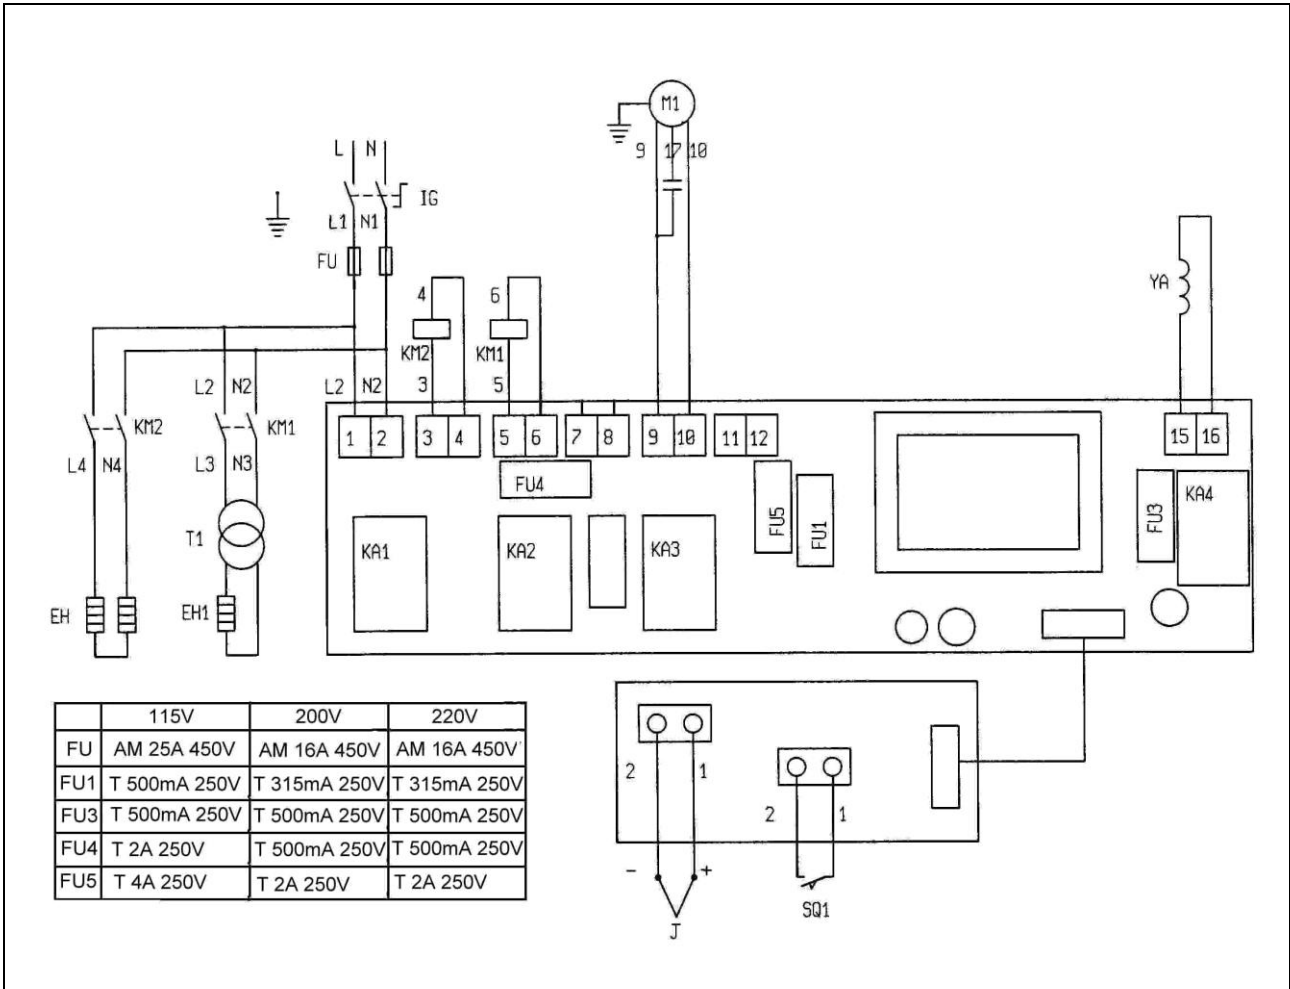 M1
9 17 10
L N
IG
L1 N1
FU
YA
4 6
KM2 KM1
3 5
L2 N2 L2 N2
KM2 KM1
L4 N4 L3 N3
1 2 3 4 5 6 7 8 9 10 11 12 15 16
FU4
FU5 FU1 FU3 KA4
T1
KA1 KA2 KA3
EH EH1
115V 200V 220V
FU AM 25A 450V AM 16A 450V AM 16A 450V
FU1 T 500mA 250V T 315mA 250V T 315mA 250V
FU3 T 500mA 250V T 500mA 250V T 500mA 250V
FU4 T 2A 250V T 500mA 250V T 500mA 250V
FU5 T 4A 250V T 2A 250V T 2A 250V
2 1
2 1
- +
J
SQ1